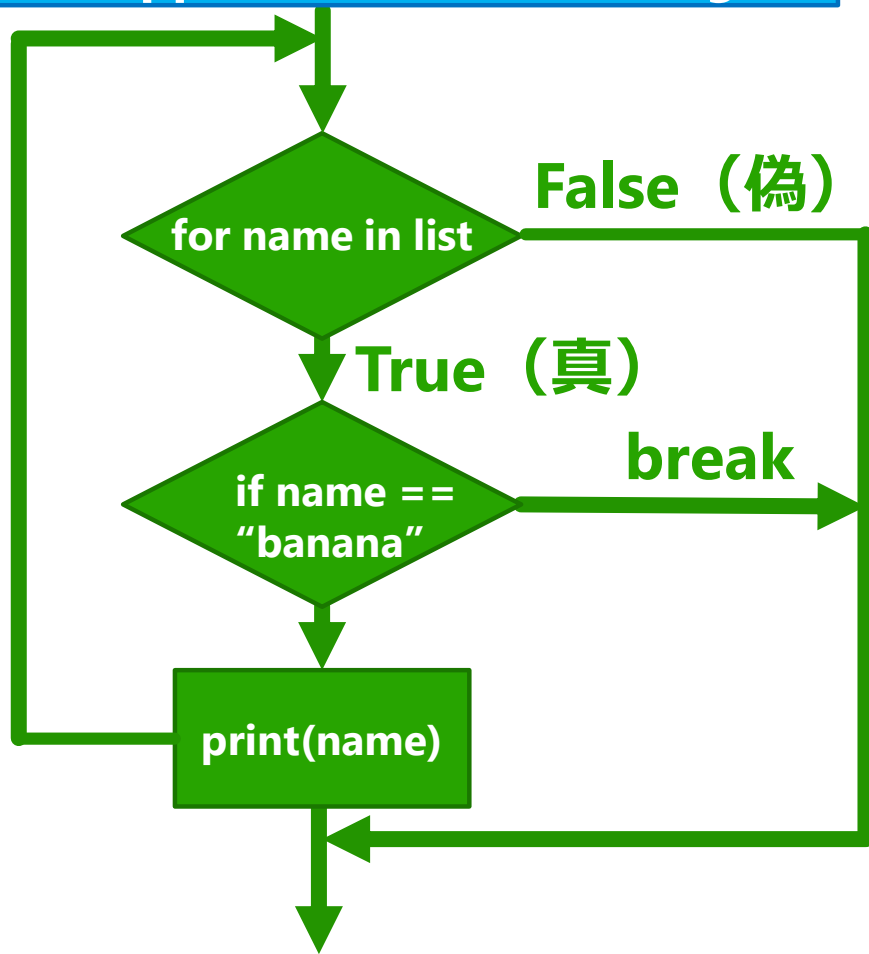 for name in list
False（偽）
True（真）
break
if name ==
“banana”
print(name)